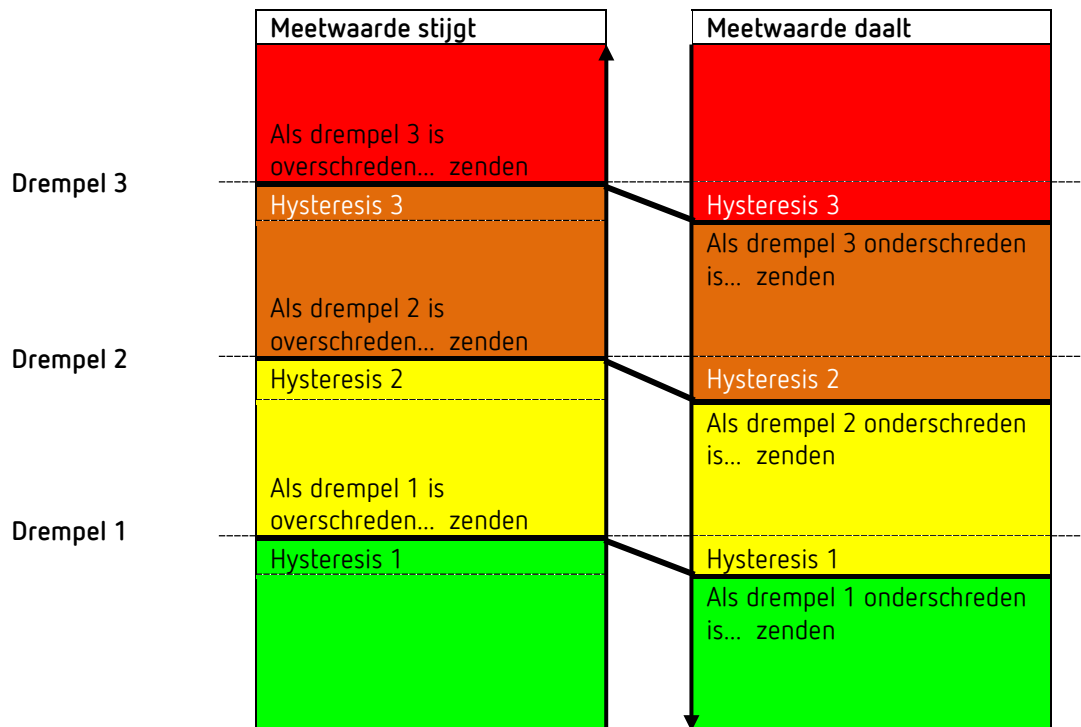 Meetwaarde stijgt
Meetwaarde daalt
Als drempel 3 is
overschreden... zenden
Drempel 3
Hysteresis 3
Hysteresis 3
Als drempel 3 onderschreden
is... zenden
Als drempel 2 is
overschreden... zenden
Drempel 2
Hysteresis 2
Hysteresis 2
Als drempel 2 onderschreden
is... zenden
Als drempel 1 is
overschreden... zenden
Drempel 1
Hysteresis 1
Hysteresis 1
Als drempel 1 onderschreden
is... zenden